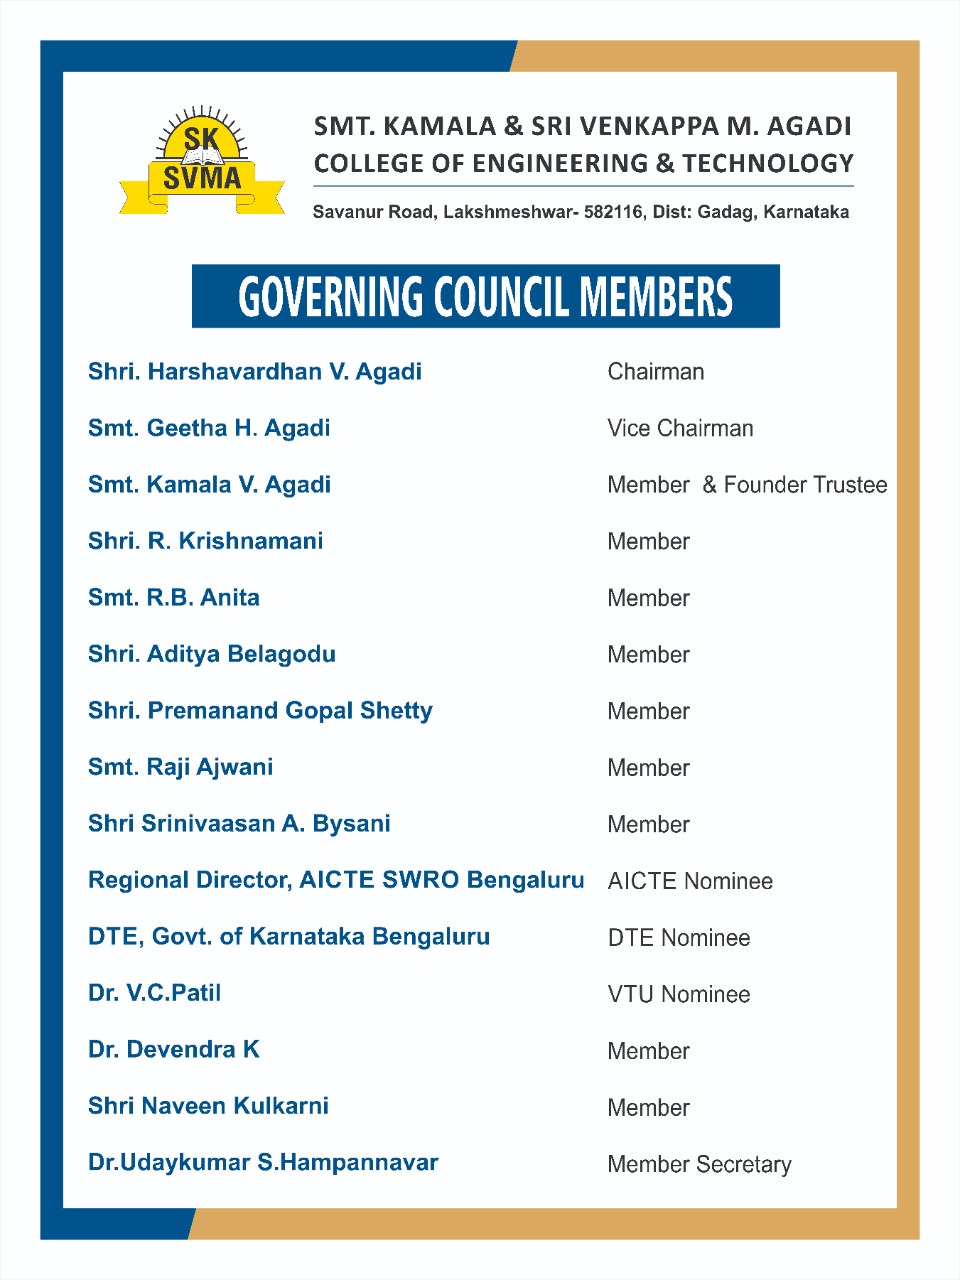 SK
SVMA
SMT. KAMALA & SRI VENKAPPA M. AGADI
COLLEGE OF ENGINEERING & TECHNOLOGY
Savanur Road, Lakshmeshwar- 582116, Dist: Gadag, Karnataka
GOVERNING COUNCIL MEMBERS
Shri. Harshavardhan V. Agadi Chairman
Smt. Geetha H. Agadi Vice Chairman
Smt. Kamala V. Agadi Member & Founder Trustee
Shri. R. Krishnamani Member
Smt. R.B. Anita Member
Shri. Aditya Belagodu Member
Shri. Premanand Gopal Shetty Member
Smt. Raji Ajwani Member
Shri Srinivaasan A. Bysani Member
Regional Director, AICTE SWRO Bengaluru AICTE Nominee
DTE, Govt. of Karnataka Bengaluru DTE Nominee
Dr. V.C.Patil VTU Nominee
Dr. Devendra K Member
Shri Naveen Kulkarni Member
Dr.Udaykumar S.Hampannavar Member Secretary